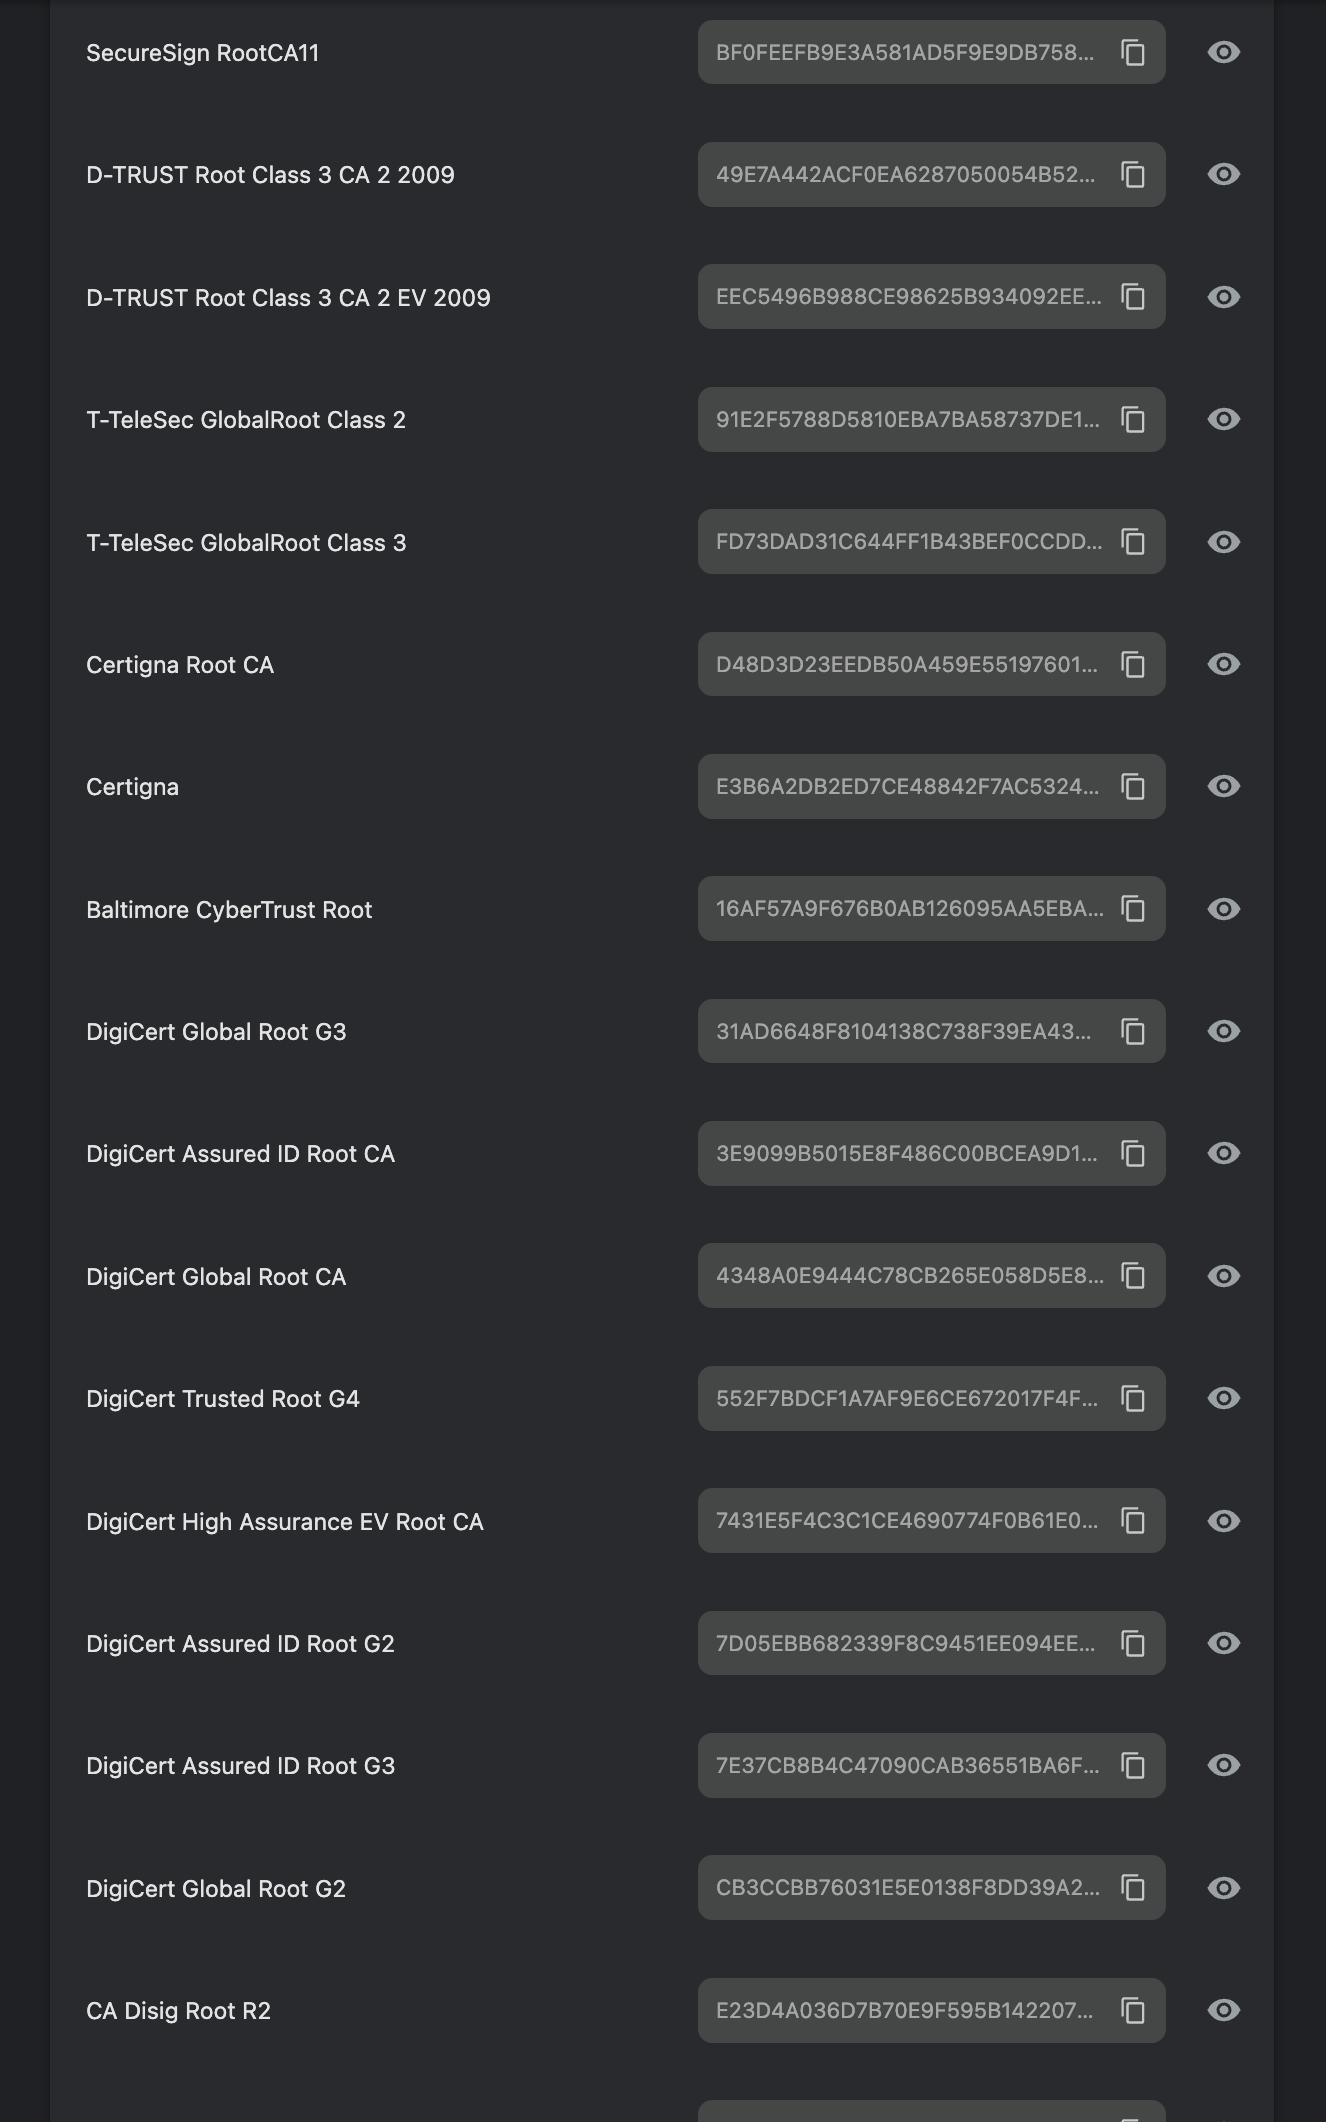 SecureSign RootCA11
BF0FEEFB9E3A581AD5F9E9DB758...
D-TRUST Root Class 3 CA 2 2009
49E7A442ACF0EA6287050054B52...
D-TRUST Root Class 3 CA 2 EV 2009
EEC5496B988CE98625B934092EE...
T-TeleSec GlobalRoot Class 2
91E2F5788D5810EBA7BA58737DE1...
T-TeleSec GlobalRoot Class 3
FD73DAD31C644FF1B43BEF0CCDD...
Certigna Root CA
D48D3D23EEDB50A459E55197601...
Certigna
E3B6A2DB2ED7CE48842F7AC5324...
Baltimore CyberTrust Root
16AF57A9F676B0AB126095AA5EBA...
DigiCert Global Root G3
31AD6648F8104138C738F39EA43...
DigiCert Assured ID Root CA
3E9099B5015E8F486C00BCEA9D1...
DigiCert Global Root CA
4348A0E9444C78CB265E058D5E8...
DigiCert Trusted Root G4
552F7BDCF1A7AF9E6CE672017F4F...
DigiCert High Assurance EV Root CA
7431E5F4C3C1CE4690774F0B61E0...
DigiCert Assured ID Root G2
7D05EBB682339F8C9451EE094EE...
DigiCert Assured ID Root G3
7E37CB8B4C47090CAB36551BA6F...
DigiCert Global Root G2
CB3CCBB76031E5E0138F8DD39A2...
CA Disig Root R2
E23D4A036D7B70E9F595B142207...